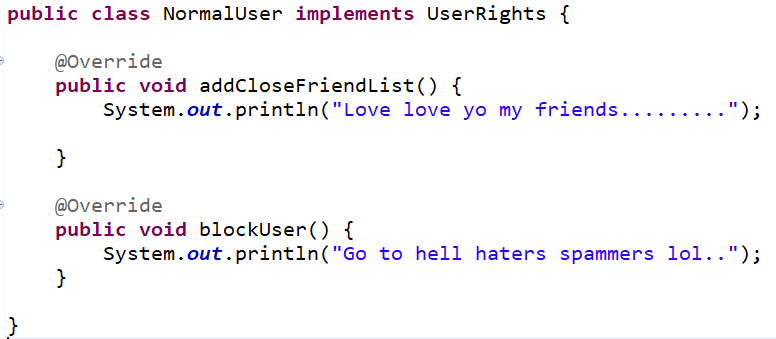 public class NormalUser implements UserRights {
@Override
public void addCloseFriendList() {
System.out.println("Love love yo my friends.........");
}
@Override
public void blockUser() {
System.out.println("Go to hell haters spammers lol..");
}
}